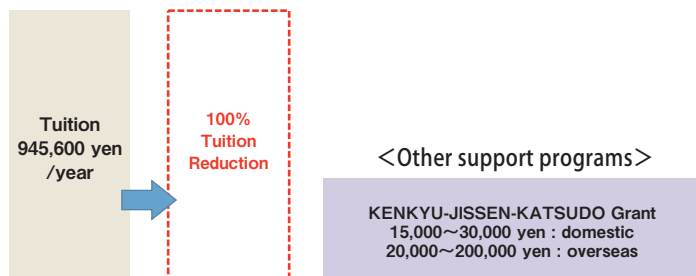 Tuition
945,600 yen
/year
100%
Tuition
Reduction
＜Other support programs＞
KENKYU-JISSEN-KATSUDO Grant
15,000～30,000 yen : domestic
20,000～200,000 yen : overseas